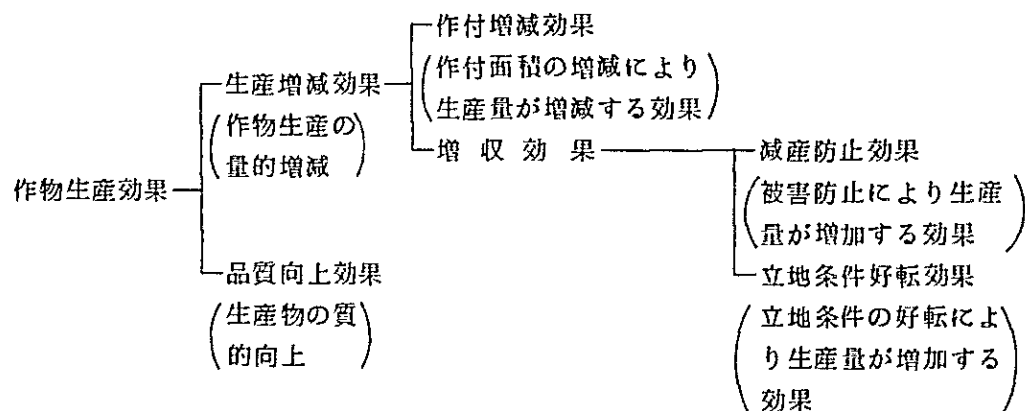 作付増減効果
生産増減効果
(作付面積の増減により
生産量が増減する効果)
(作物生産の
量的増減)
増収効果
減産防止効果
作物生産効果
(被害防止により生産
量が増加する効果)
品質向上効果
立地条件好転効果
(生産物の質
的向上)
(立地条件の好転によ
り生産量が増加する
効果)